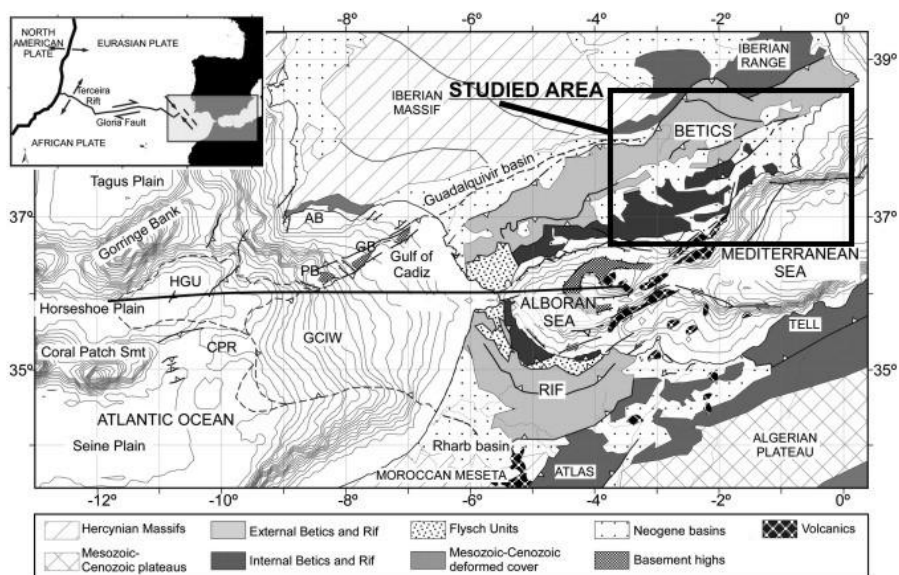 -12º -10º -8º -6º -4º -2º 0º
NORTH AMERICAN PLATE
EURASIAN PLATE
Terceira Rift
Gloria Fault
AFRICAN PLATE
39º
39º
IBERIAN RANGE
IBERIAN MASSIF
STUDIED AREA
BETICS
Guadalquivir basin
Tagus Plain
Gorringe Bank
37º
37º
AB
GB
PB
Gulf of Cadiz
HGU
MEDITERRANEAN SEA
Horseshoe Plain
ALBORAN SEA
TELL
GCIW
CPR
Coral Patch Smt
35º
35º
RIF
ATLANTIC OCEAN
Seine Plain
Rharb basin
ALGERIAN PLATEAU
MOROCCAN MESETA
ATLAS
-12º -10º -8º -6º -4º -2º 0º
Hercynian Massifs
External Betics and Rif
Flysch Units
Neogene basins
Volcanics
Mesozoic-Cenozoic plateaus
Internal Betics and Rif
Mesozoic-Cenozoic deformed cover
Basement highs